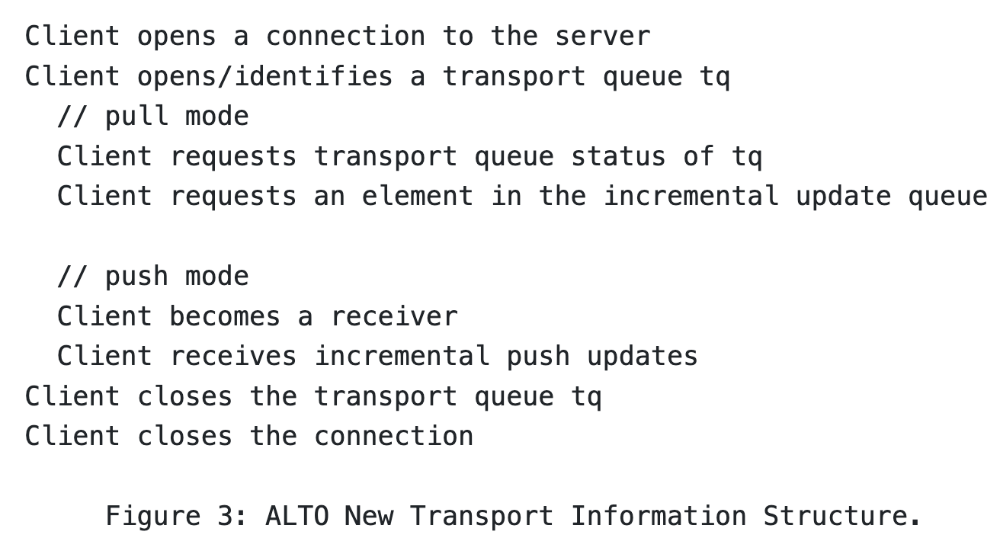 Client opens a connection to the server
Client opens/identifies a transport queue tq
  // pull mode
  Client requests transport queue status of tq
  Client requests an element in the incremental update queue

  // push mode
  Client becomes a receiver
  Client receives incremental push updates
Client closes the transport queue tq
Client closes the connection

     Figure 3: ALTO New Transport Information Structure.